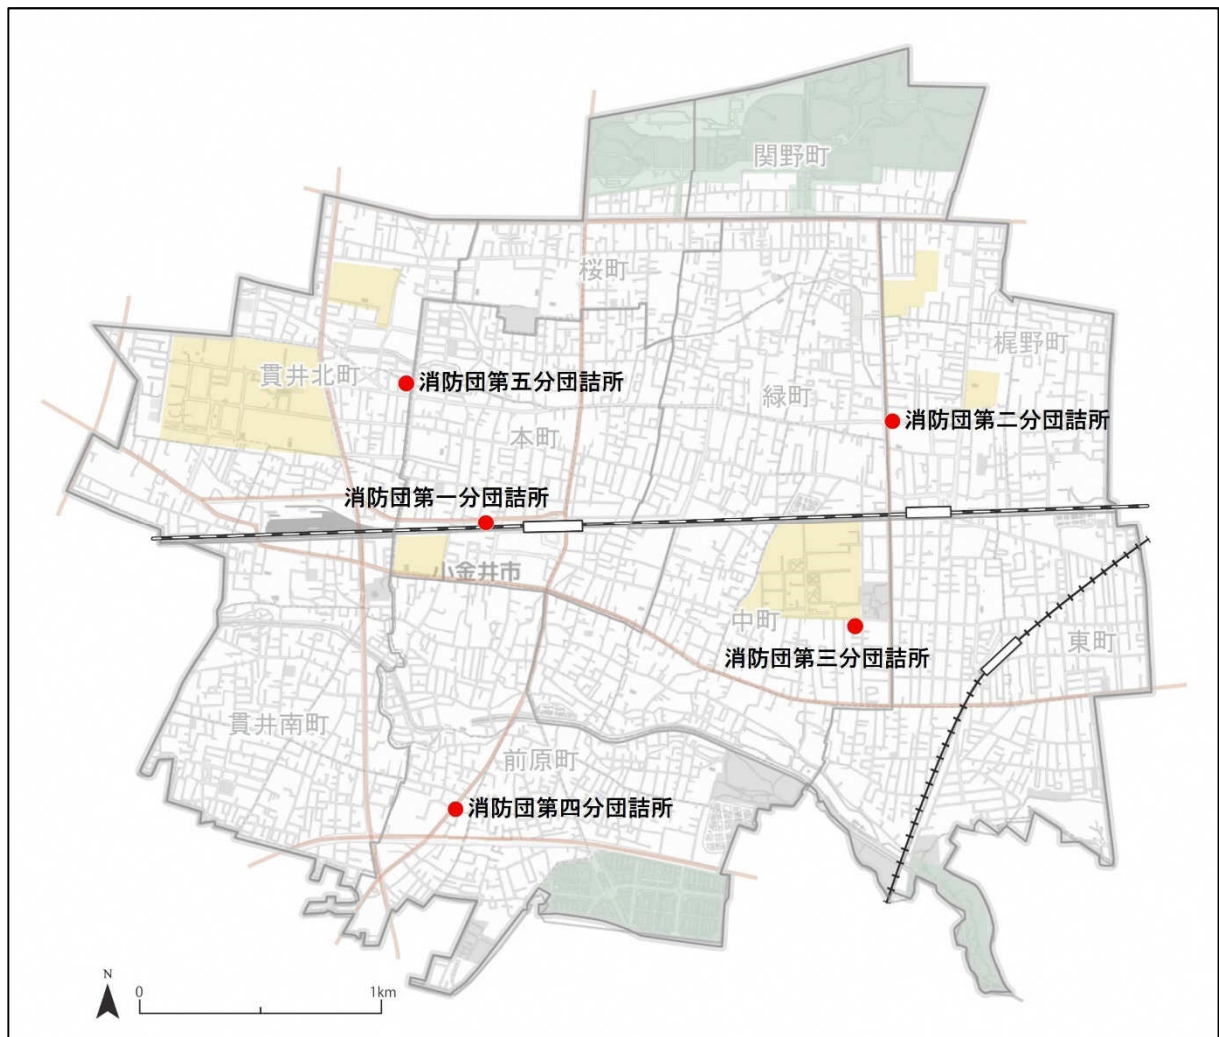 関野町
桜町
梶野町
貫井北町
消防団第五分団詰所
緑町
消防団第二分団詰所
本町
消防団第一分団詰所
小金井市
中町
東町
消防団第三分団詰所
貫井南町
前原町
消防団第四分団詰所
N
0
1km